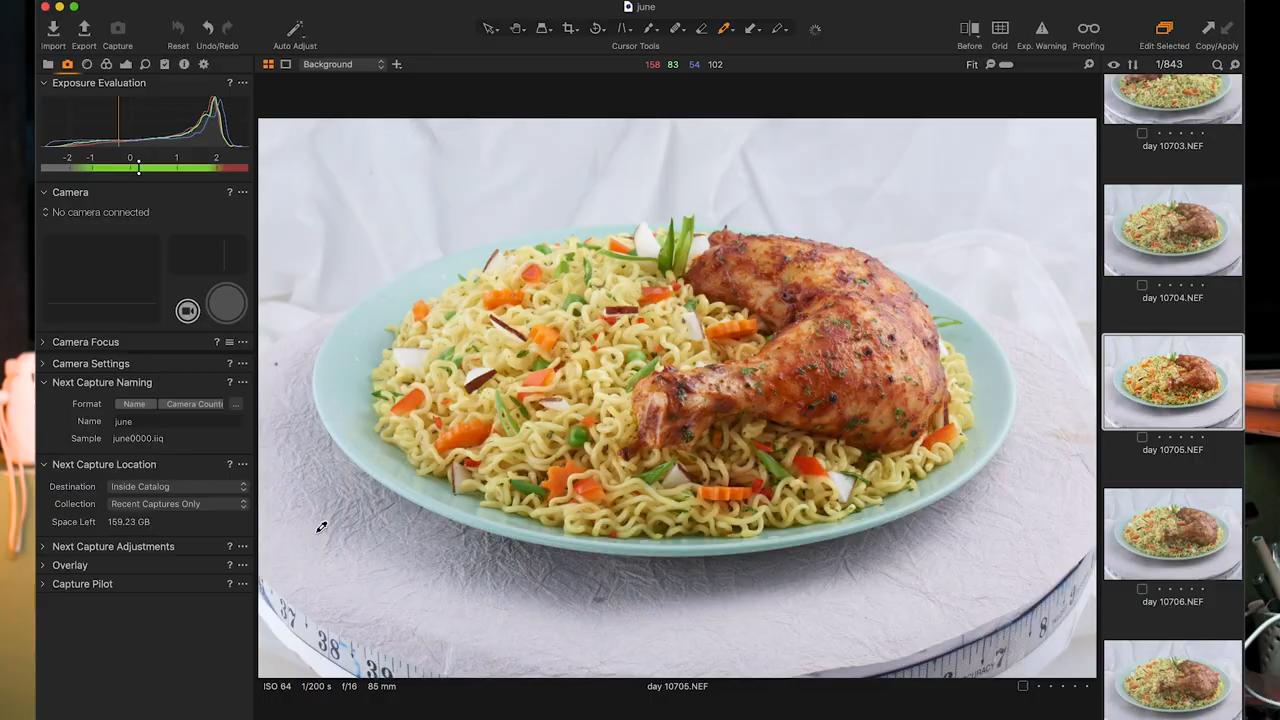 june
Import Export Capture Reset Undo/Redo Auto Adjust Cursor Tools Before Grid Exp. Warning Proofing Edit Selected Copy/Apply
Background 158 83 54 102 Fit 1/843
Exposure Evaluation ? ...
-2 -1 0 1 2
Camera ? ...
No camera connected
Camera Focus ?
Camera Settings ? ...
Next Capture Naming ? ...
Format Name Camera Count ...
Name june
Sample june0000.iiq
Next Capture Location ? ...
Destination Inside Catalog
Collection Recent Captures Only
Space Left 159.23 GB
Next Capture Adjustments ? ...
Overlay ? ...
Capture Pilot ? ...
37 38 39 7 8
ACCURACY
ISO 64 1/200 s f/16 85 mm day 10705.NEF
day 10703.NEF
day 10704.NEF
day 10705.NEF
day 10706.NEF